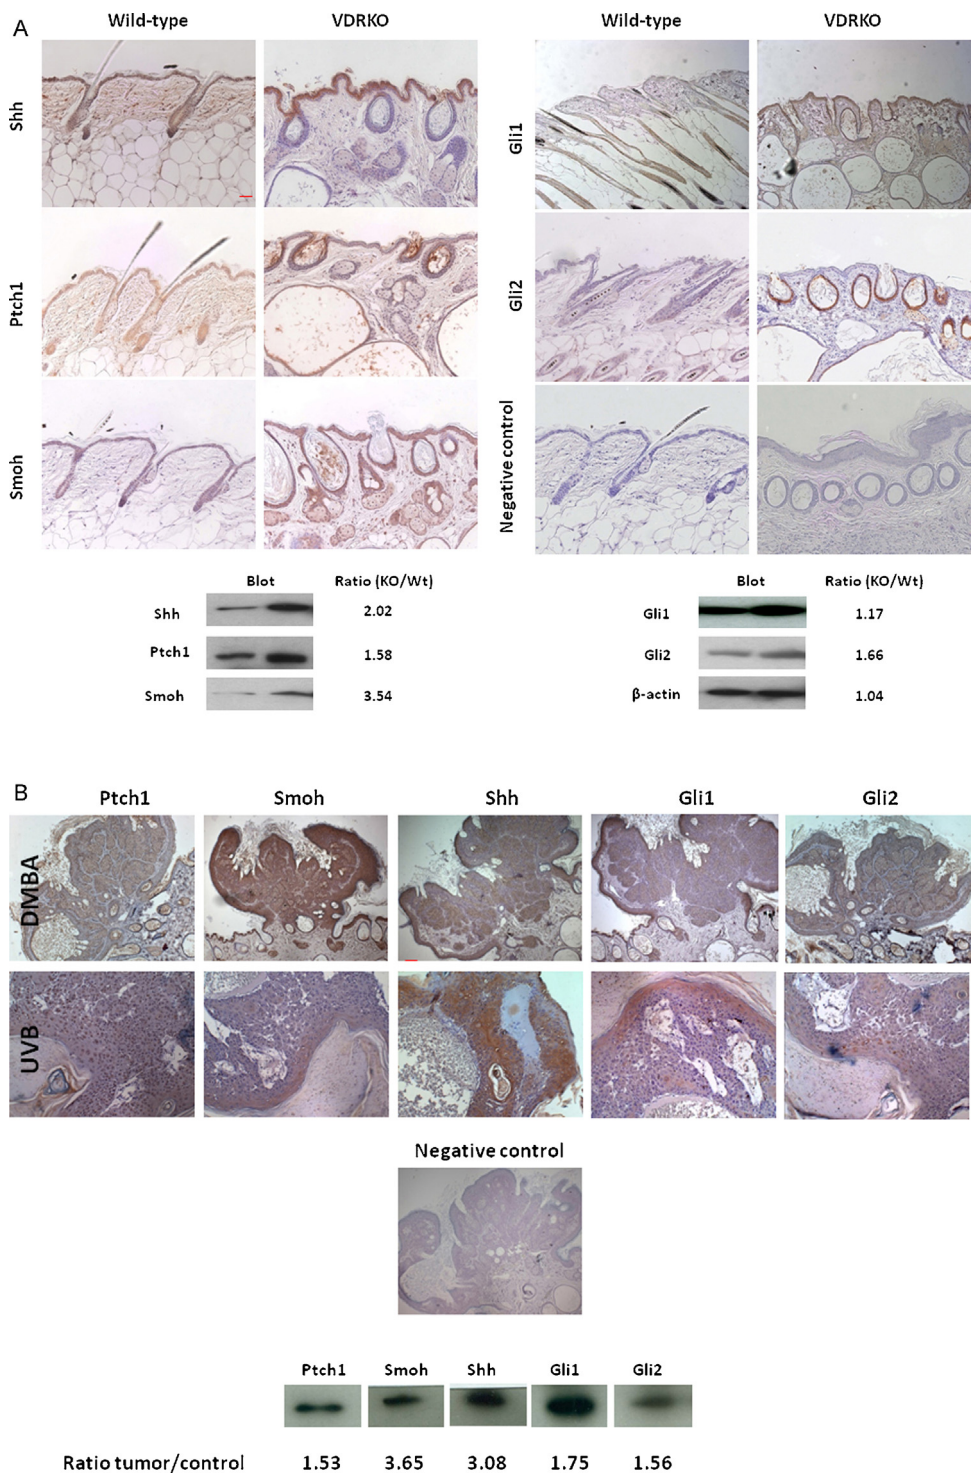 A
Wild-type VDRKO Wild-type VDRKO
Shh
Gli1
Ptch1
Gli2
Smoh
Negative control
Blot Ratio (KO/Wt) Blot Ratio (KO/Wt)
Shh 2.02 Gli1 1.17
Ptch1 1.58 Gli2 1.66
Smoh 3.54 β-actin 1.04
B
Ptch1 Smoh Shh Gli1 Gli2
DMBA
UVB
Negative control
Ptch1 Smoh Shh Gli1 Gli2
Ratio tumor/control 1.53 3.65 3.08 1.75 1.56